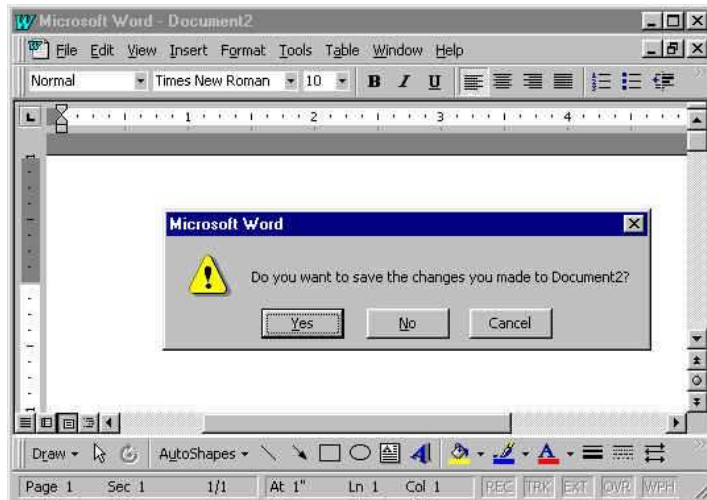 Microsoft Word - Document2
File Edit View Insert Format Tools Table Window Help
Normal Times New Roman 10 B I U
1 2 3 4
Microsoft Word
Do you want to save the changes you made to Document2?
Yes No Cancel
Draw AutoShapes
Page 1 Sec 1 1/1 At 1" Ln 1 Col 1 REC TRK EXT OVR WPH